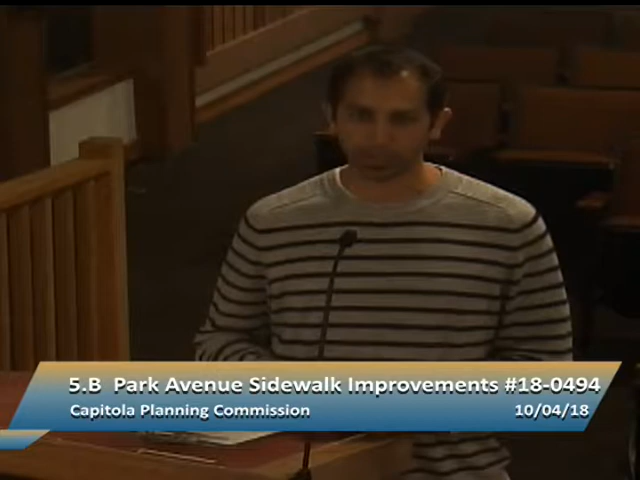 5.B Park Avenue Sidewalk Improvements #18-0494
Capitola Planning Commission 10/04/18